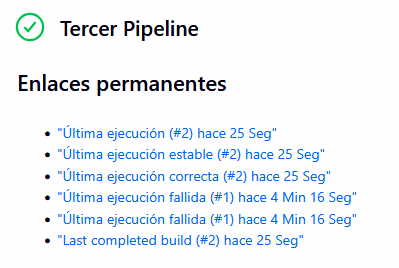 Tercer Pipeline
Enlaces permanentes
"Última ejecución (#2) hace 25 Seg"
"Última ejecución estable (#2) hace 25 Seg"
"Última ejecución correcta (#2) hace 25 Seg"
"Última ejecución fallida (#1) hace 4 Min 16 Seg"
"Última ejecución fallida (#1) hace 4 Min 16 Seg"
"Last completed build (#2) hace 25 Seg"